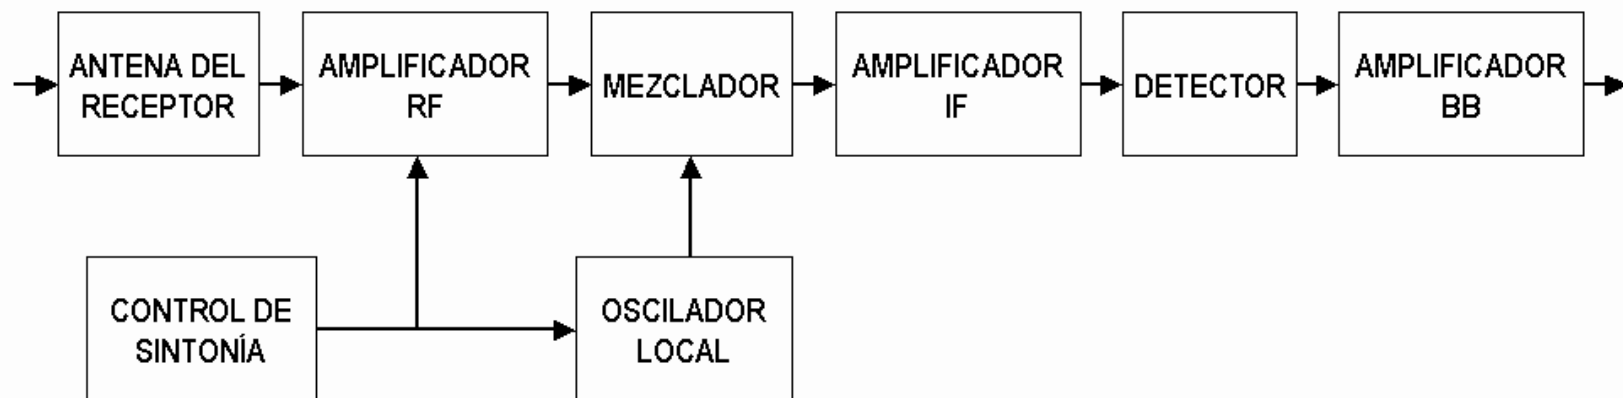 ANTENA DEL
RECEPTOR
AMPLIFICADOR
RF
MEZCLADOR
AMPLIFICADOR
IF
DETECTOR
AMPLIFICADOR
BB
CONTROL DE
SINTONÍA
OSCILADOR
LOCAL